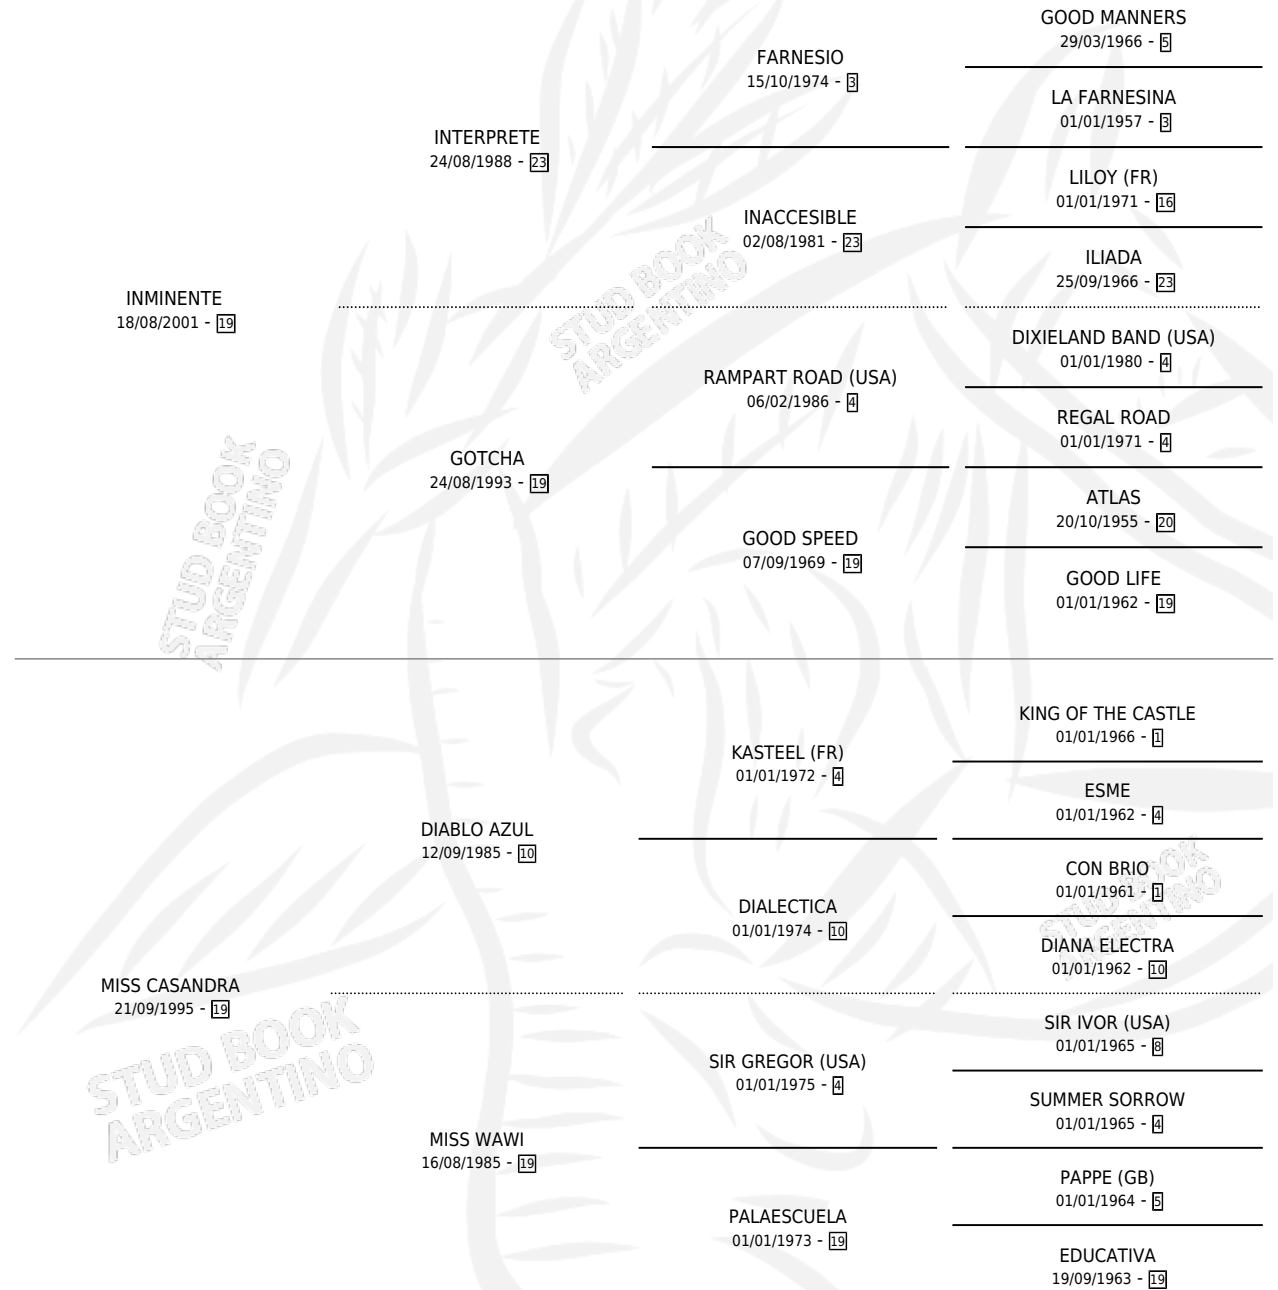 GOOD MANNERS
29/03/1966 - 5
FARNESIO
15/10/1974 - 3
LA FARNESINA
01/01/1957 - 3
INTERPRETE
24/08/1988 - 23
LILOY (FR)
01/01/1971 - 16
INACCESIBLE
02/08/1981 - 23
ILIADA
25/09/1966 - 23
INMINENTE
18/08/2001 - 19
STUD BOOK
ARGENTINO
DIXIELAND BAND (USA)
01/01/1980 - 4
RAMPART ROAD (USA)
06/02/1986 - 4
REGAL ROAD
01/01/1971 - 4
GOTCHA
24/08/1993 - 19
ATLAS
20/10/1955 - 20
GOOD SPEED
07/09/1969 - 19
GOOD LIFE
01/01/1962 - 19
STUD BOOK
ARGENTINO
KING OF THE CASTLE
01/01/1966 - 1
KASTEEL (FR)
01/01/1972 - 4
ESME
01/01/1962 - 4
DIABLO AZUL
12/09/1985 - 10
CON BRIO
01/01/1961 - 1
DIALECTICA
01/01/1974 - 10
STUD BOOK
ARGENTINO
DIANA ELECTRA
01/01/1962 - 10
MISS CASANDRA
21/09/1995 - 19
SIR IVOR (USA)
01/01/1965 - 8
SIR GREGOR (USA)
01/01/1975 - 4
SUMMER SORROW
01/01/1965 - 4
STUD BOOK
ARGENTINO
MISS WAWI
16/08/1985 - 19
PAPPE (GB)
01/01/1964 - 5
PALAESCUELA
01/01/1973 - 19
EDUCATIVA
19/09/1963 - 19